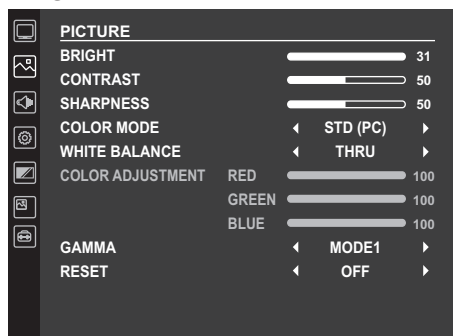 PICTURE
BRIGHT 31
CONTRAST 50
SHARPNESS 50
COLOR MODE STD (PC)
WHITE BALANCE THRU
COLOR ADJUSTMENT RED 100
GREEN 100
BLUE 100
GAMMA MODE1
RESET OFF